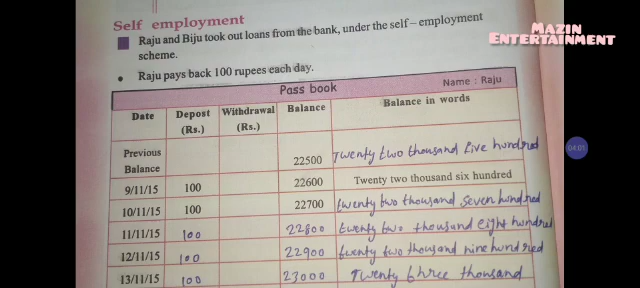 Self employment
MAZIN
ENTERTAINMENT
Raju and Biju took out loans from the bank, under the self-employment
scheme.
Raju pays back 100 rupees each day.
Pass book Name : Raju
Date Depost (Rs.) Withdrawal (Rs.) Balance Balance in words
Previous Balance 22500 Twenty two thousand five hundred
9/11/15 100 22600 Twenty two thousand six hundred
10/11/15 100 22700 twenty two thousand seven hundred
11/11/15 100 22800 twenty two thousand eight hundred
12/11/15 100 22900 twenty two thousand nine hundred
13/11/15 100 23000 Twenty three thousand
04:01